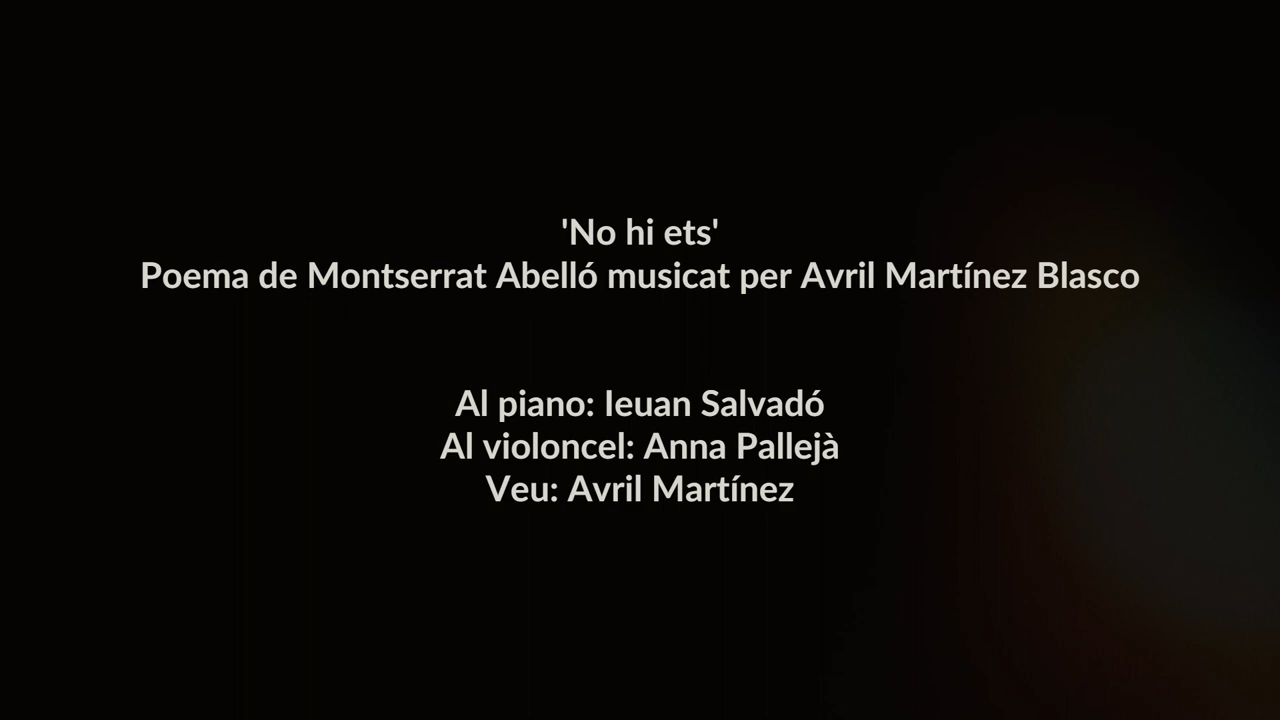 'No hi ets'
Poema de Montserrat Abelló musicat per Avril Martínez Blasco
Al piano: Ieuan Salvadó
Al violoncel: Anna Pallejà
Veu: Avril Martínez